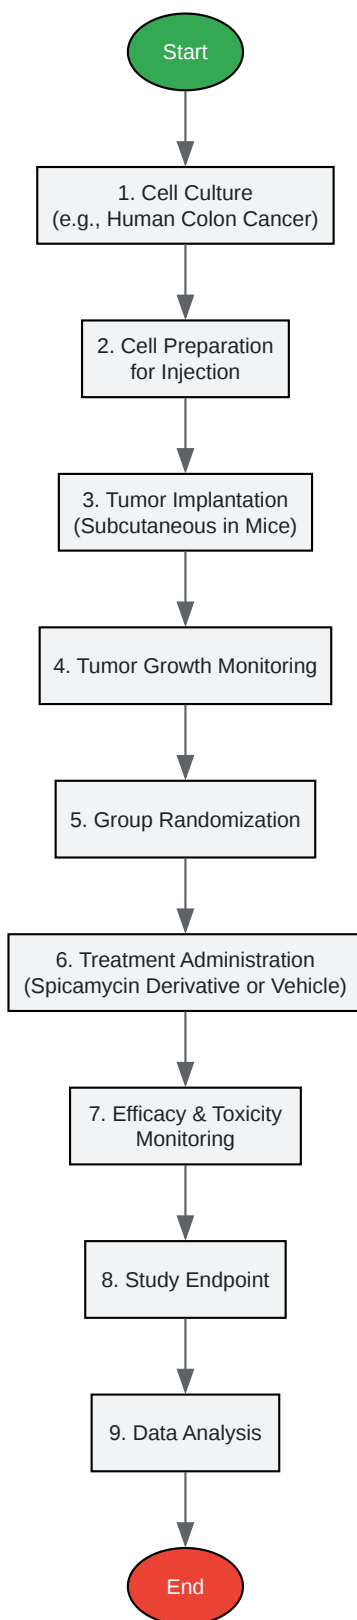 Start
1. Cell Culture
(e.g., Human Colon Cancer)
2. Cell Preparation
for Injection
3. Tumor Implantation
(Subcutaneous in Mice)
4. Tumor Growth Monitoring
5. Group Randomization
6. Treatment Administration
(Spicamycin Derivative or Vehicle)
7. Efficacy & Toxicity
Monitoring
8. Study Endpoint
9. Data Analysis
End